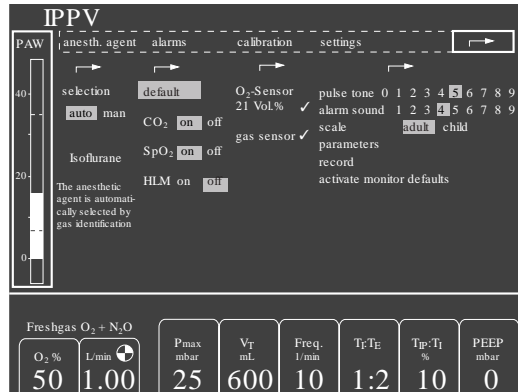 IPPV
PAW
anesth. agent alarms calibration settings
40
20
0
selection
auto man
Isoflurane
The anesthetic
agent is automati-
cally selected by
gas identification
default
CO₂ on off
SpO₂ on off
HLM on off
O₂-Sensor
21 Vol.% ✓
gas sensor ✓
pulse tone 0 1 2 3 4 5 6 7 8 9
alarm sound 1 2 3 4 5 6 7 8 9
scale adult child
parameters
record
activate monitor defaults
Freshgas O₂ + N₂O
O₂ %
50
L/min
1.00
Pmax
mbar
25
VT
mL
600
Freq.
1/min
10
TI:TE
1:2
TIP:TI
%
10
PEEP
mbar
0